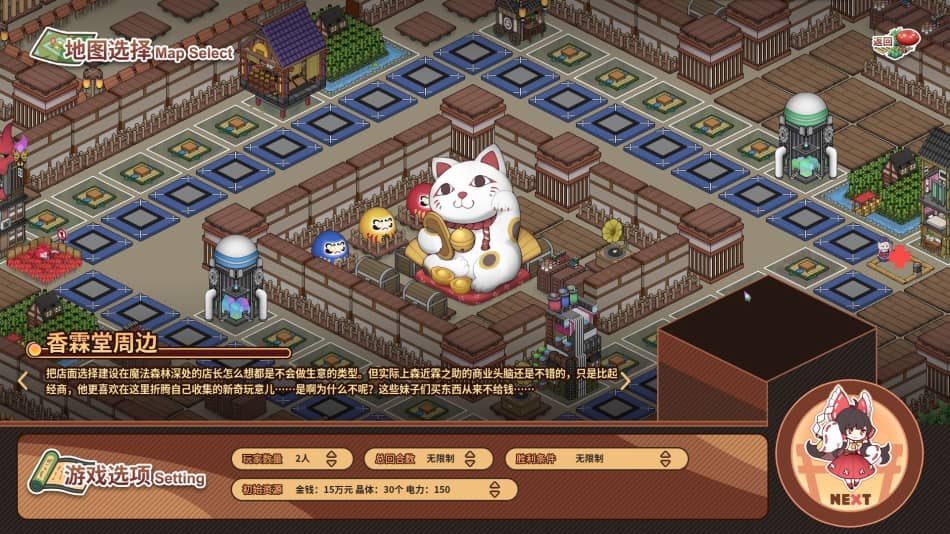 地图选择 Map Select
返回
香霖堂周边
把店面选择建设在魔法森林深处的店长怎么想都是不会做生意的类型。但实际上森近霖之助的商业头脑还是不错的，只是比起
经商，他更喜欢在这里折腾自己收集的新奇玩意儿……是啊为什么不呢？这些妹子们买东西从来不给钱……
游戏选项 Setting
玩家数量 2人
总回合数 无限制
胜利条件 无限制
初始资源 金钱：15万元 晶体：30个 电力：150
NEXT